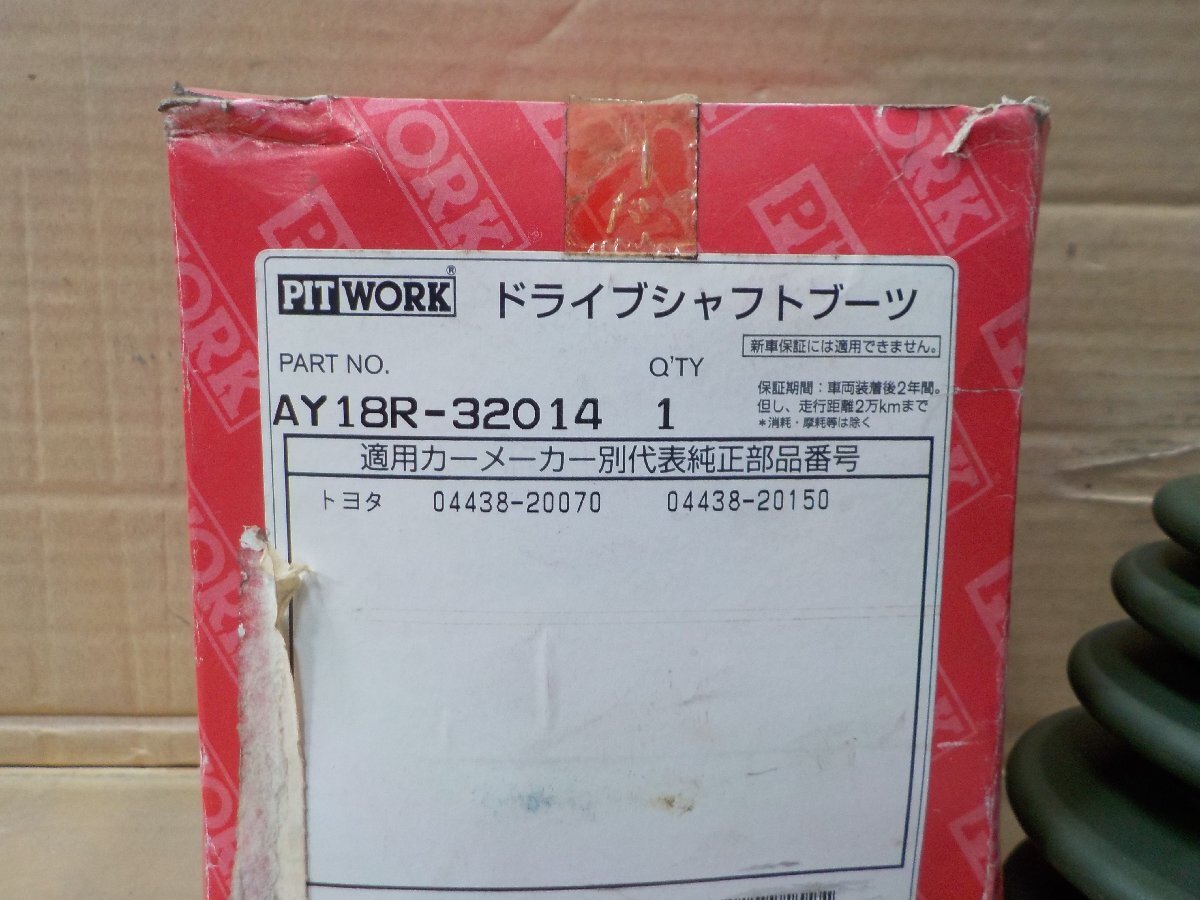 PITWORK® ドライブシャフトブーツ
新車保証には適用できません。
PART NO. Q'TY
保証期間：車両装着後2年間。
AY18R-32014 1
但し、走行距離2万kmまで
＊消耗・摩耗等は除く
適用カーメーカー別代表純正部品番号
トヨタ 04438-20070 04438-20150